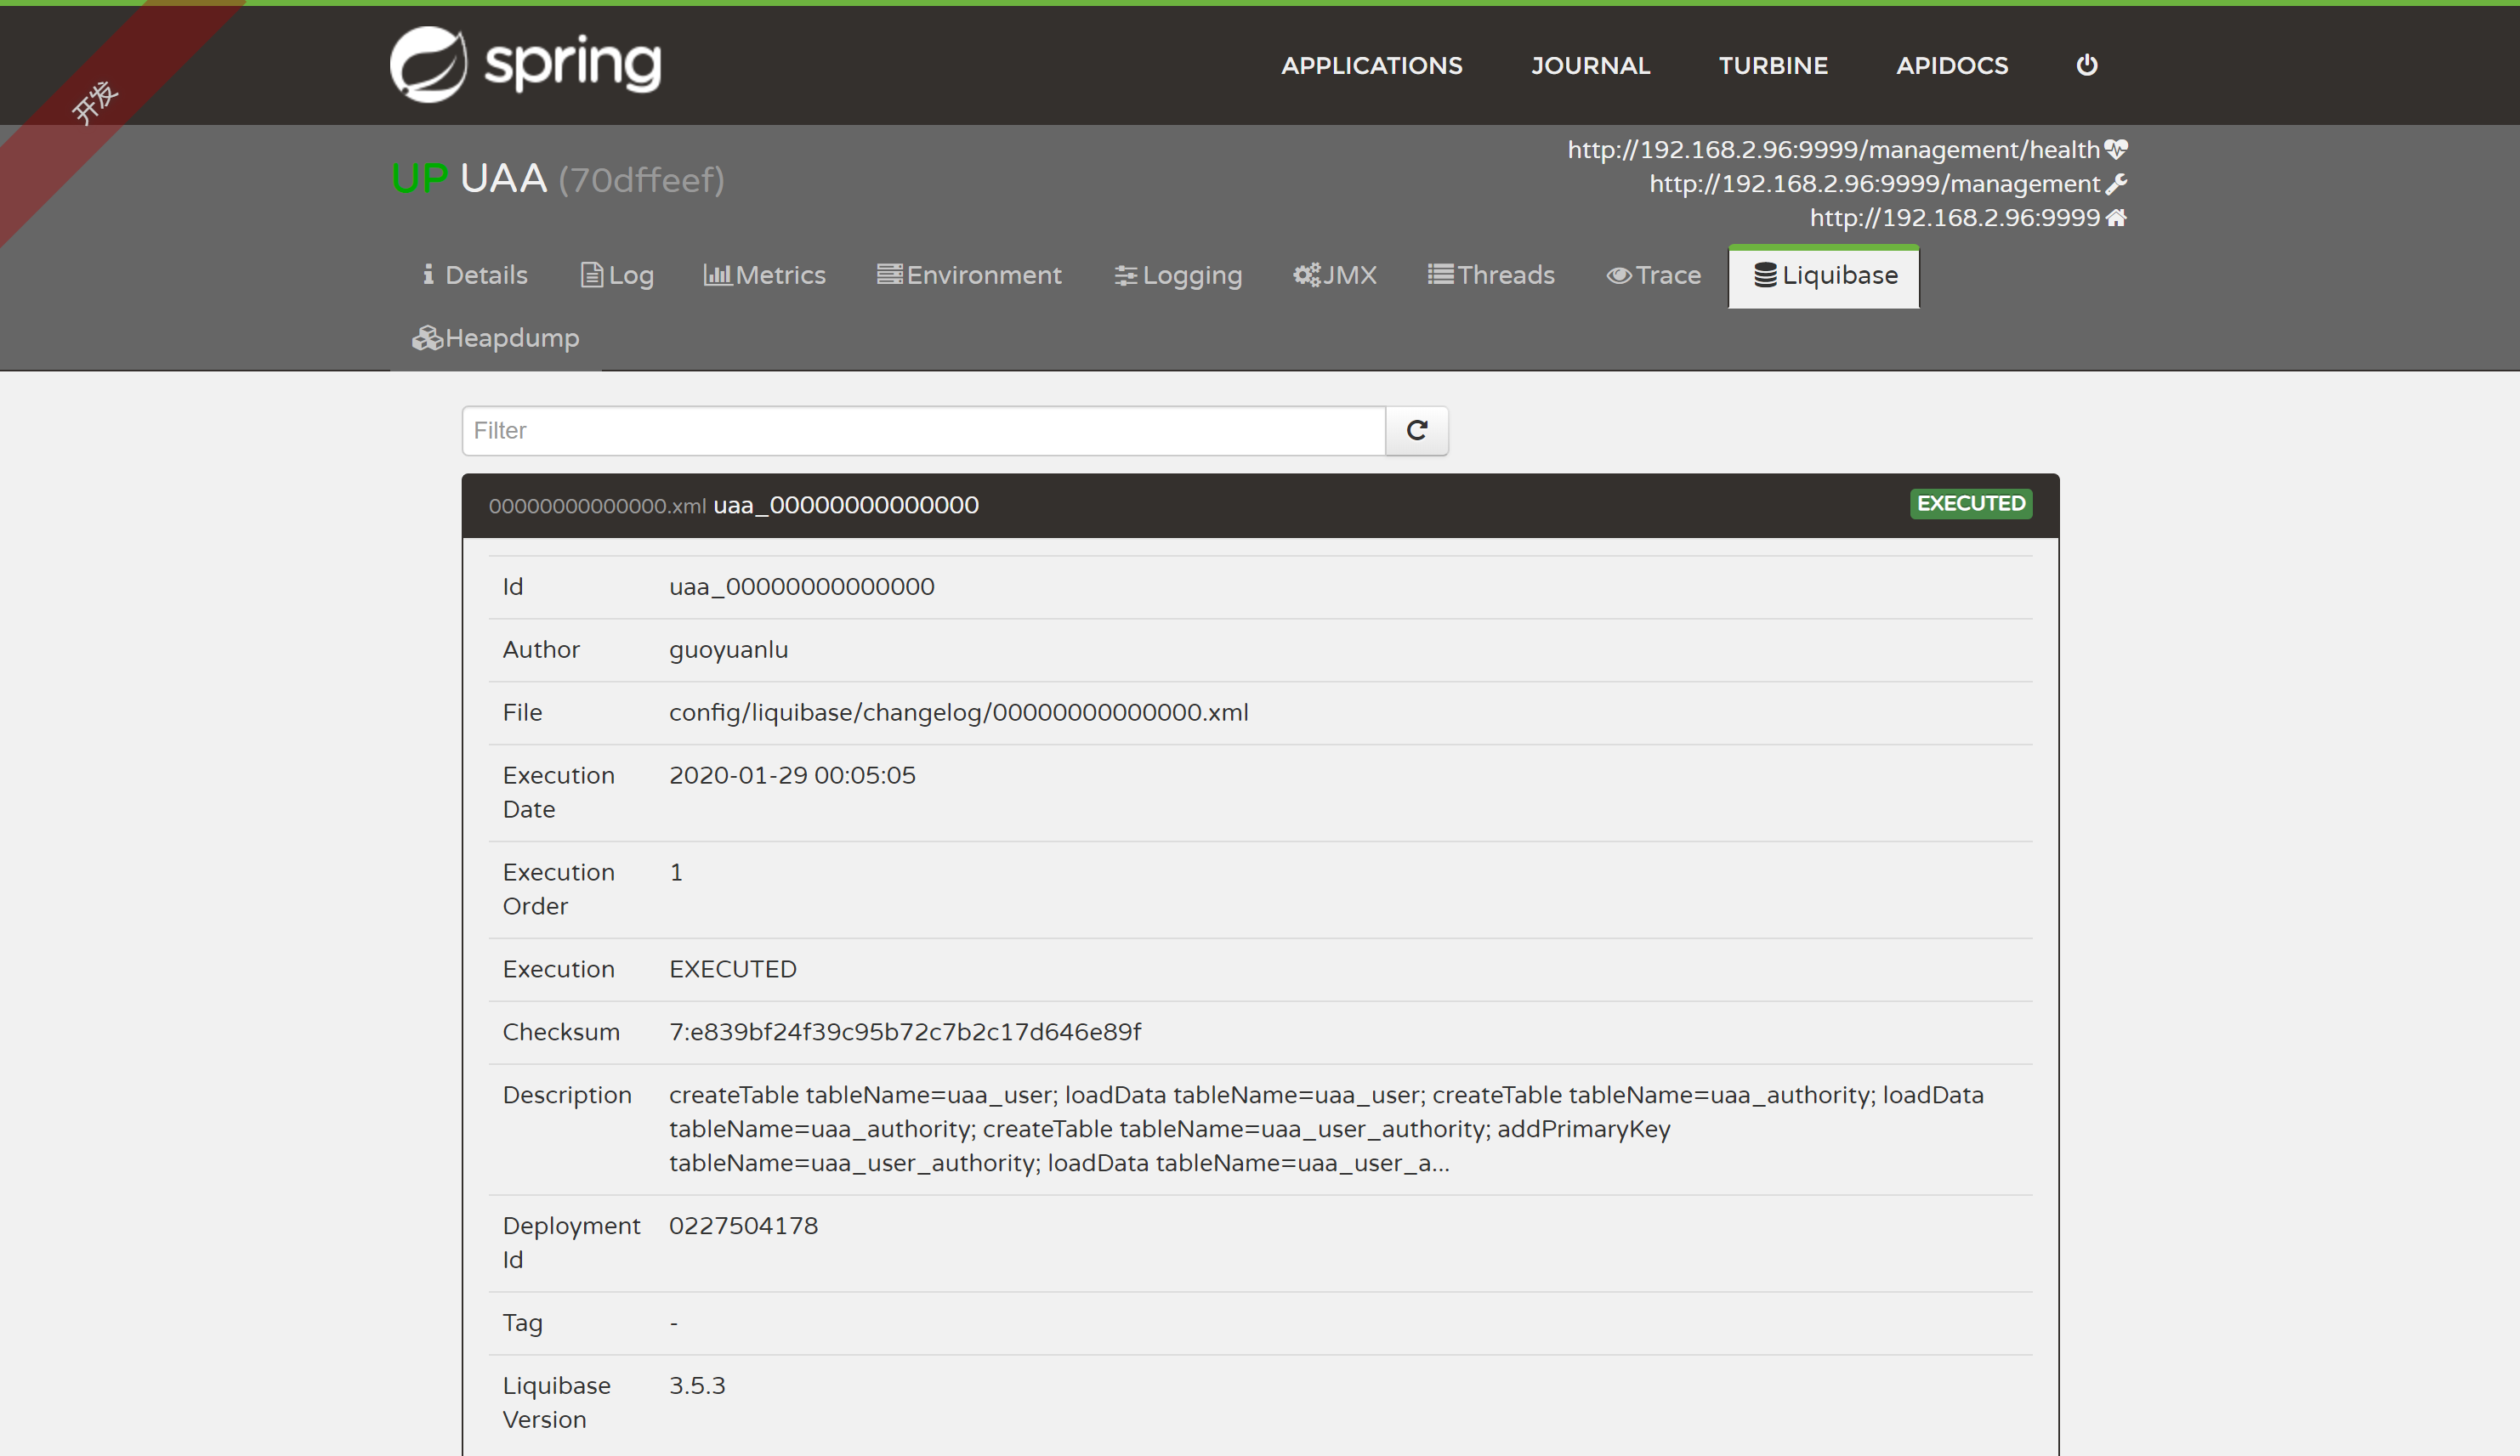 开发
spring
APPLICATIONS JOURNAL TURBINE APIDOCS
UP UAA (70dffeef)
http://192.168.2.96:9999/management/health
http://192.168.2.96:9999/management
http://192.168.2.96:9999
Details Log Metrics Environment Logging JMX Threads Trace Liquibase
Heapdump
Filter
00000000000000.xml uaa_00000000000000 EXECUTED
Id uaa_00000000000000
Author guoyuanlu
File config/liquibase/changelog/00000000000000.xml
Execution 2020-01-29 00:05:05
Date
Execution 1
Order
Execution EXECUTED
Checksum 7:e839bf24f39c95b72c7b2c17d646e89f
Description createTable tableName=uaa_user; loadData tableName=uaa_user; createTable tableName=uaa_authority; loadData
tableName=uaa_authority; createTable tableName=uaa_user_authority; addPrimaryKey
tableName=uaa_user_authority; loadData tableName=uaa_user_a...
Deployment 0227504178
Id
Tag -
Liquibase 3.5.3
Version